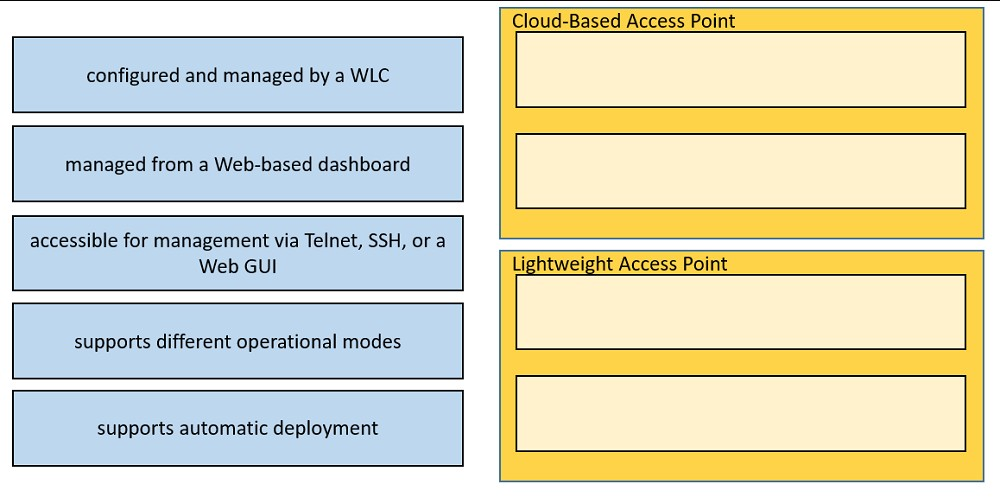 configured and managed by a WLC
managed from a Web-based dashboard
accessible for management via Telnet, SSH, or a
Web GUI
supports different operational modes
supports automatic deployment
Cloud-Based Access Point
Lightweight Access Point